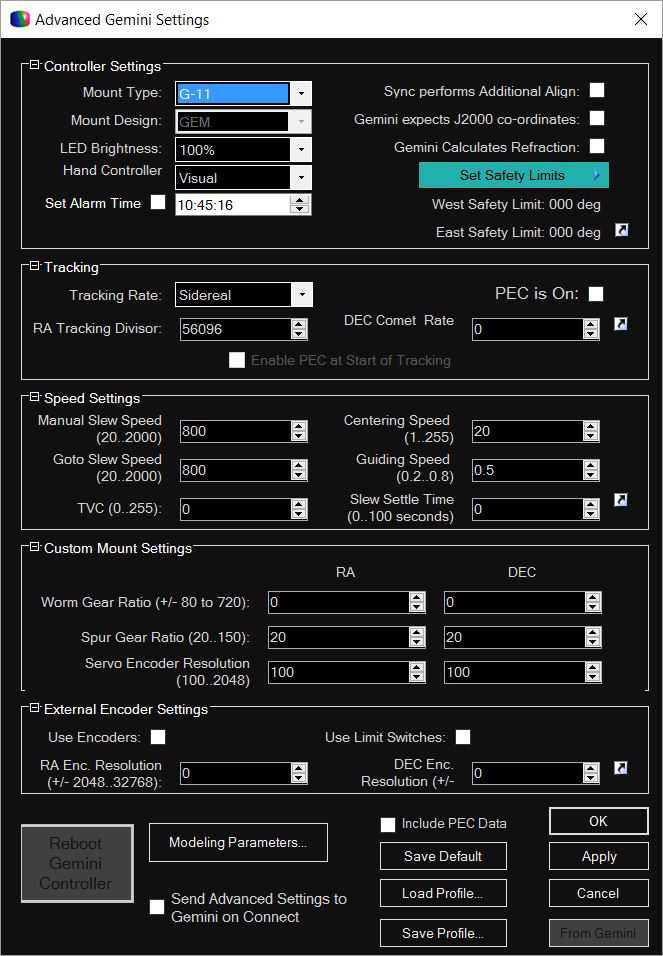 Advanced Gemini Settings
Controller Settings
Mount Type: G-11
Sync performs Additional Align:
Mount Design: GEM
Gemini expects J2000 co-ordinates:
LED Brightness: 100%
Gemini Calculates Refraction:
Hand Controller Visual
Set Safety Limits
Set Alarm Time 10:45:16
West Safety Limit: 000 deg
East Safety Limit: 000 deg
Tracking
Tracking Rate: Sidereal
PEC is On:
RA Tracking Divisor: 56096
DEC Comet Rate 0
Enable PEC at Start of Tracking
Speed Settings
Manual Slew Speed
(20..2000) 800
Centering Speed
(1..255) 20
Goto Slew Speed
(20..2000) 800
Guiding Speed
(0.2..0.8) 0.5
TVC (0..255): 0
Slew Settle Time
(0..100 seconds) 0
Custom Mount Settings
RA DEC
Worm Gear Ratio (+/- 80 to 720): 0 0
Spur Gear Ratio (20..150): 20 20
Servo Encoder Resolution
(100..2048) 100 100
External Encoder Settings
Use Encoders:
Use Limit Switches:
RA Enc. Resolution
(+/- 2048..32768): 0
DEC Enc.
Resolution (+/- 0
Reboot
Gemini
Controller
Modeling Parameters...
Send Advanced Settings to
Gemini on Connect
Include PEC Data
Save Default
Load Profile...
Save Profile...
OK
Apply
Cancel
From Gemini